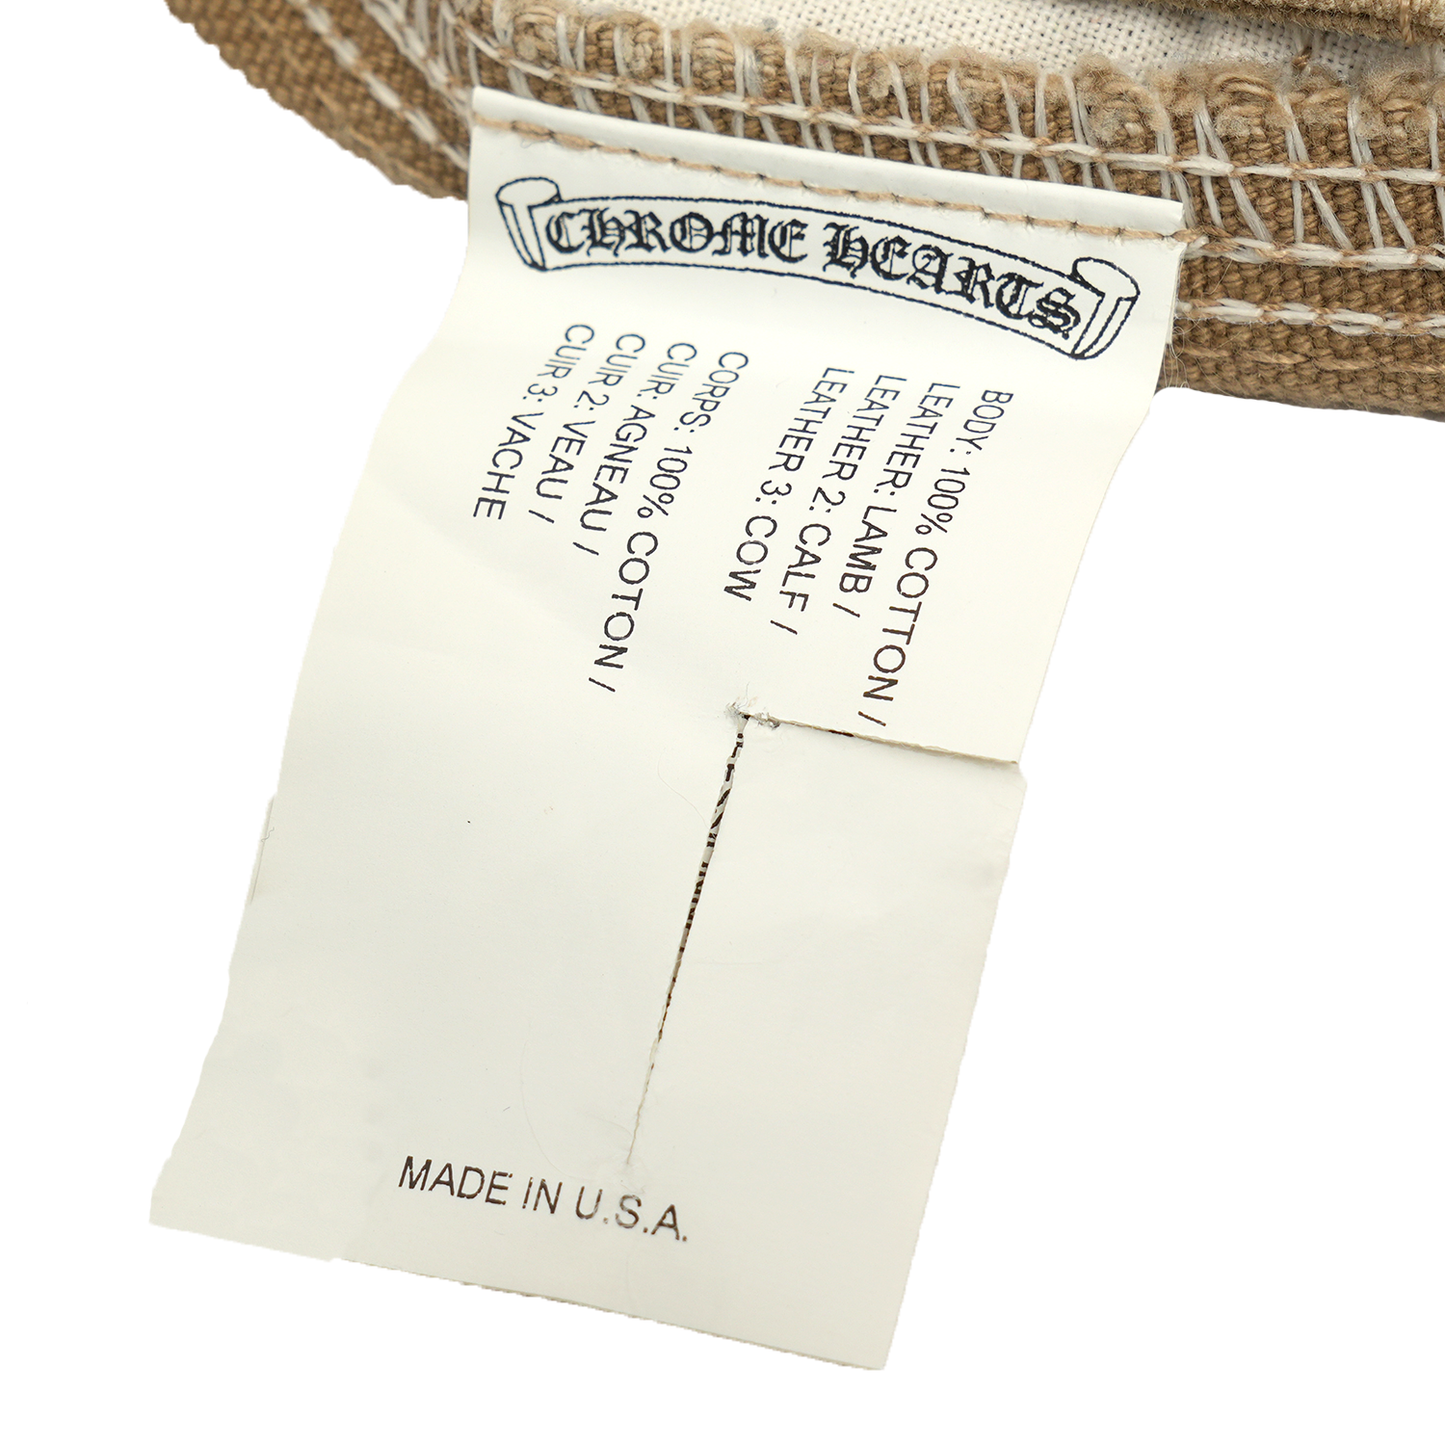 CHROME HEARTS
BODY: 100% COTTON /
LEATHER: LAMB /
LEATHER 2: CALF /
LEATHER 3: COW
CORPS: 100% COTON /
CUIR: AGNEAU /
CUIR 2: VEAU /
CUIR 3: VACHE
MADE IN U.S.A.